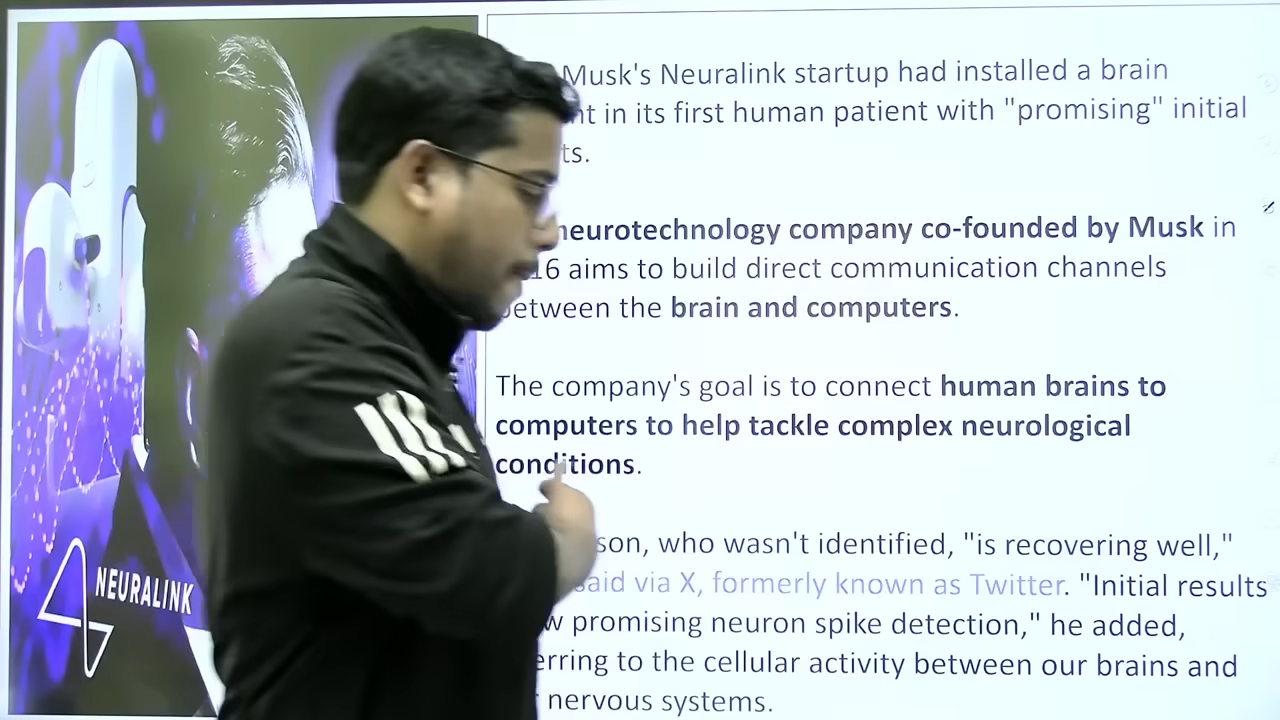 Musk's Neuralink startup had installed a brain
in its first human patient with "promising" initial
neurotechnology company co-founded by Musk in
16 aims to build direct communication channels
between the brain and computers.
The company's goal is to connect human brains to
computers to help tackle complex neurological
conditions.
son, who wasn't identified, "is recovering well,"
said via X, formerly known as Twitter. "Initial results
promising neuron spike detection," he added,
erring to the cellular activity between our brains and
nervous systems.
NEURALINK